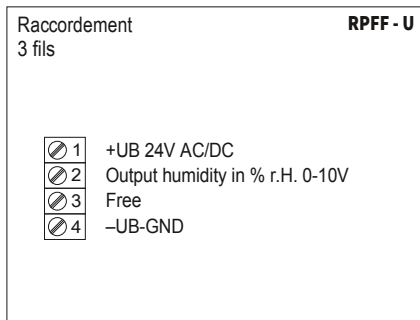 Raccordement
RPFF - U
3 fils
1 +UB 24V AC/DC
2 Output humidity in % r.H. 0-10V
3 Free
4 –UB-GND